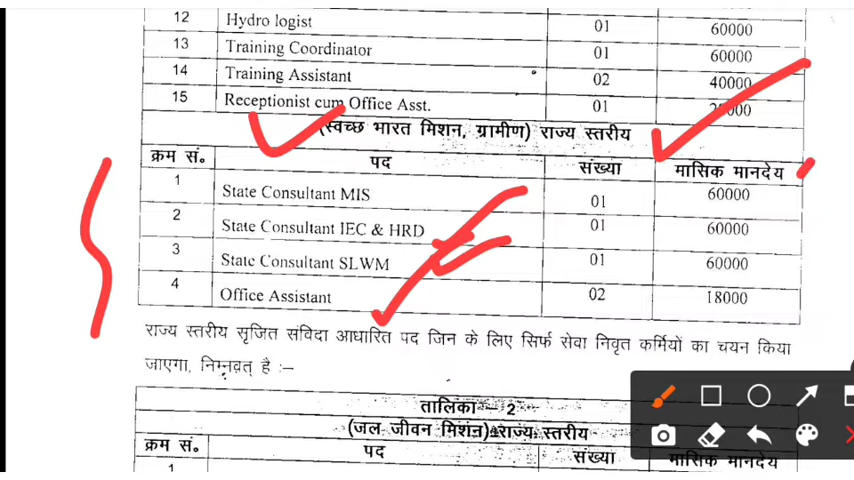 12 Hydro logist 01 60000
13 Training Coordinator 01 60000
14 Training Assistant 02 40000
15 Receptionist cum Office Asst. 01
(स्वच्छ भारत मिशन, ग्रामीण) राज्य स्तरीय
क्रम सं॰ पद संख्या मासिक मानदेय
1 State Consultant MIS 01 60000
2 State Consultant IEC & HRD 01 60000
3 State Consultant SLWM 01 60000
4 Office Assistant 02 18000
राज्य स्तरीय सृजित संविदा आधारित पद जिन के लिए सिर्फ सेवा निवृत कर्मियों का चयन किया
जाएगा, निम्नवत् है :–
तालिका – 2
(जल जीवन मिशन) राज्य स्तरीय
क्रम सं॰ पद संख्या मासिक मानदेय
1